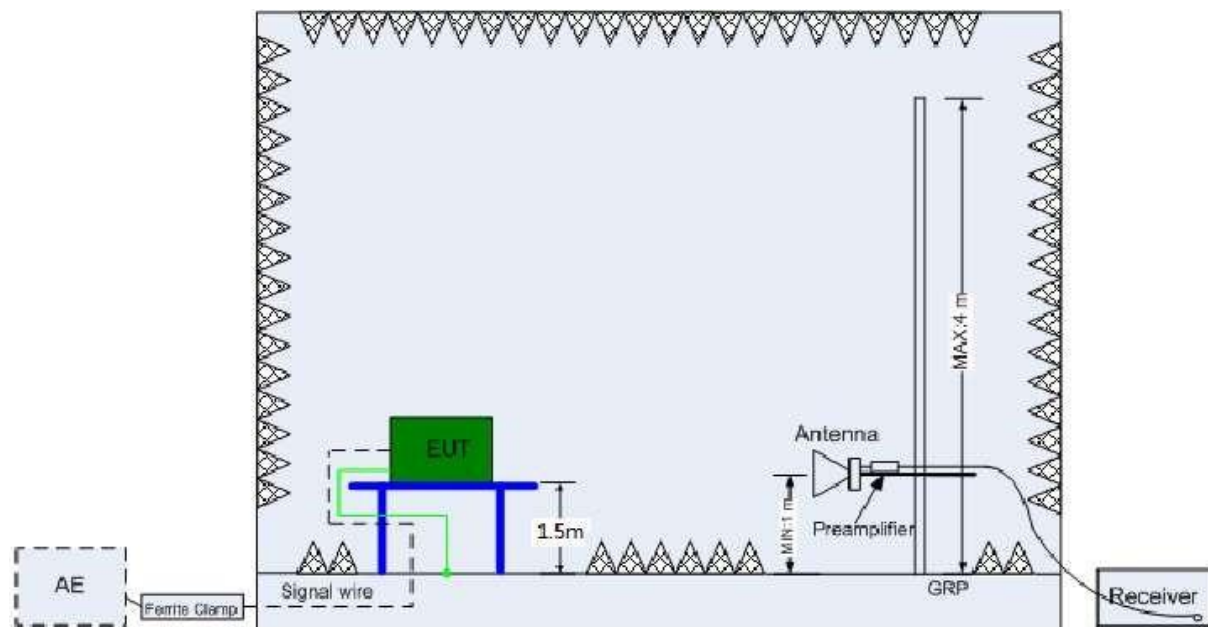 MAX:4 m
Antenna
EUT
MIN:1 m
1.5m
Preamplifier
AE
Ferrite Clamp
Signal wire
GRP
Receiver